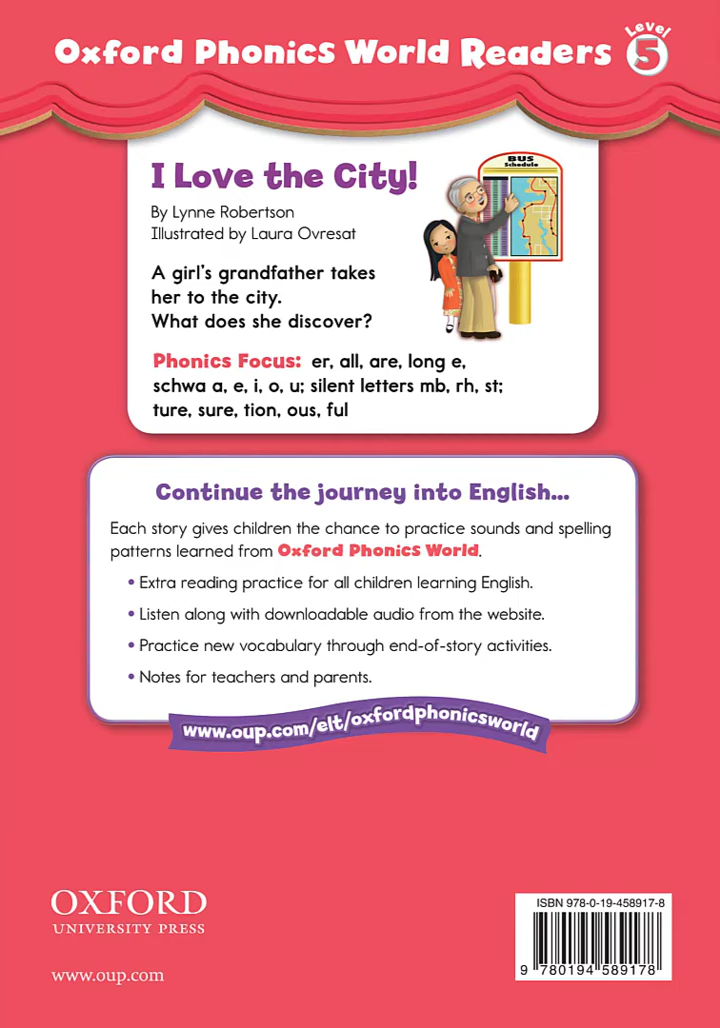 Oxford Phonics World Readers Level 5
I Love the City!
By Lynne Robertson
Illustrated by Laura Ovresat
A girl's grandfather takes
her to the city.
What does she discover?
BUS
Schedule
Phonics Focus: er, all, are, long e,
schwa a, e, i, o, u; silent letters mb, rh, st;
ture, sure, tion, ous, ful
Continue the journey into English...
Each story gives children the chance to practice sounds and spelling
patterns learned from Oxford Phonics World.
• Extra reading practice for all children learning English.
• Listen along with downloadable audio from the website.
• Practice new vocabulary through end-of-story activities.
• Notes for teachers and parents.
www.oup.com/elt/oxfordphonicsworld
OXFORD
UNIVERSITY PRESS
www.oup.com
ISBN 978-0-19-458917-8
9 780194 589178